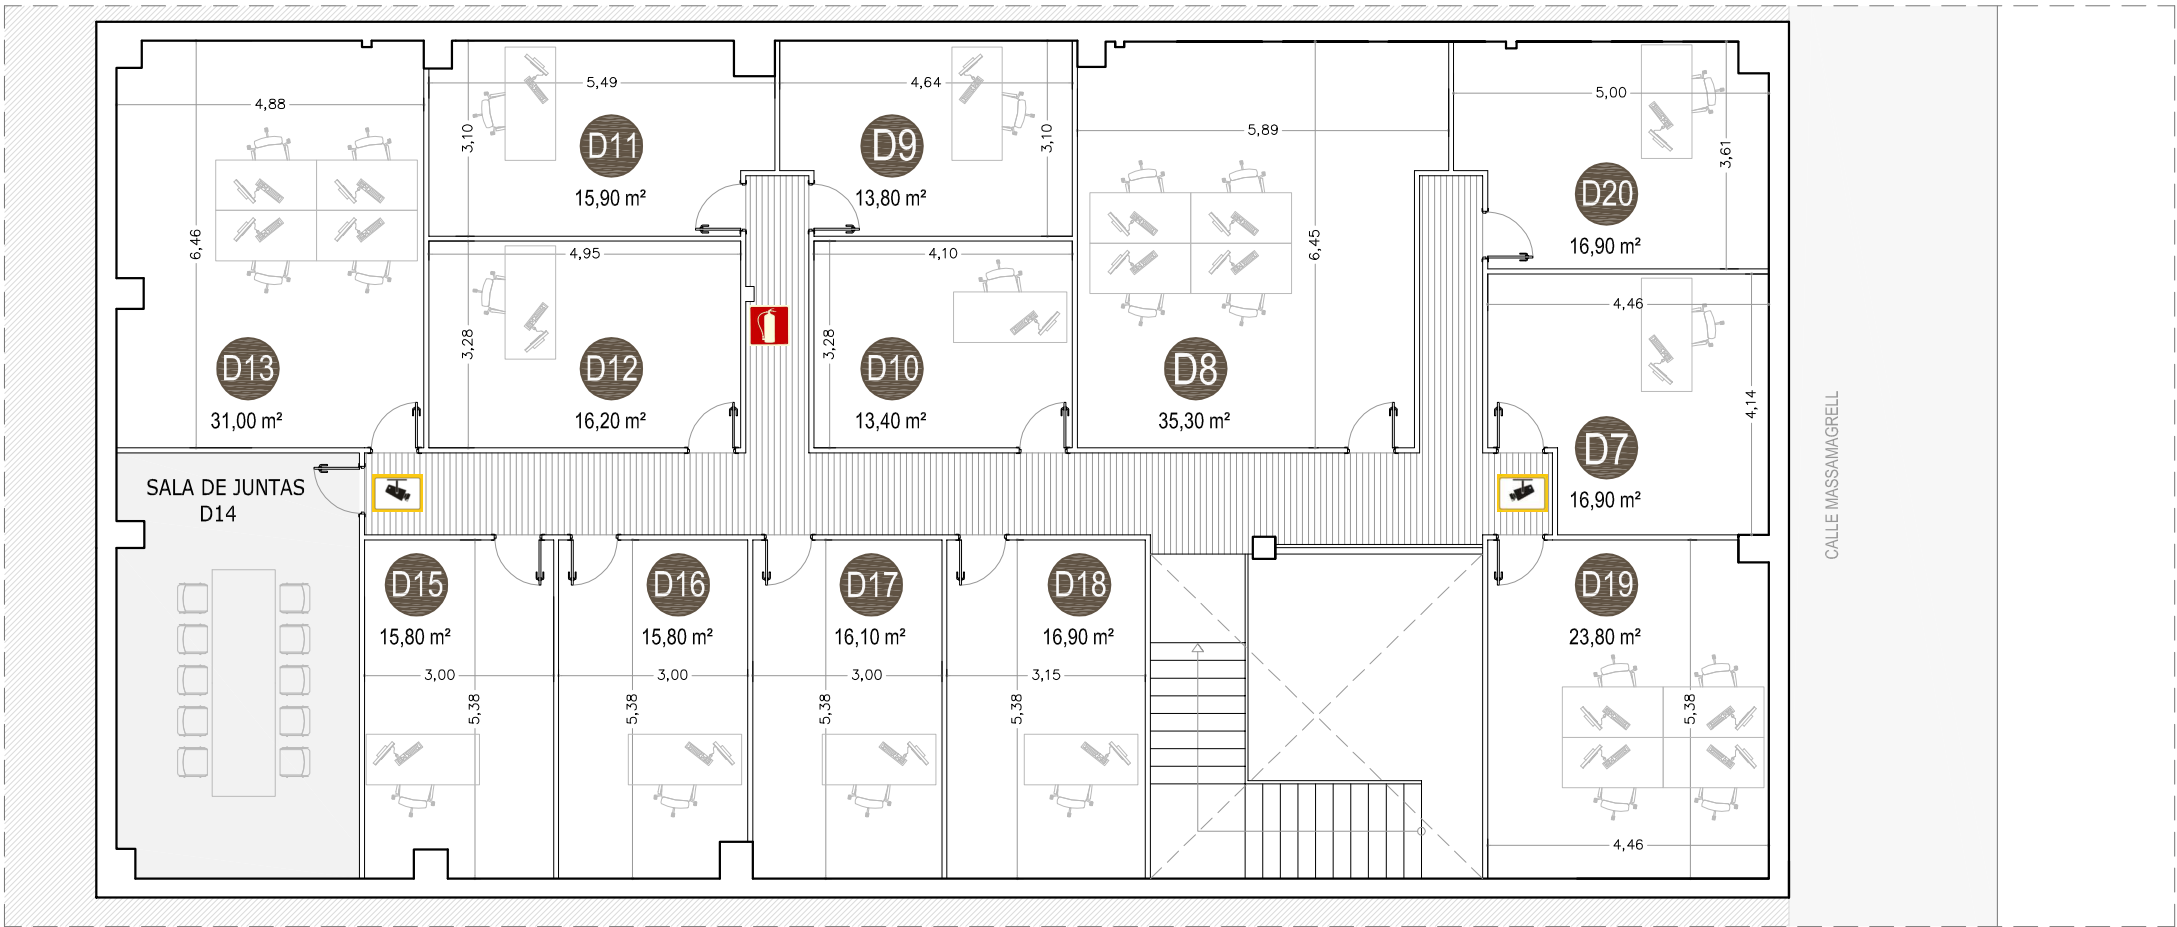 4,88
5,49
4,64
5,89
5,00
3,10
D11
15,90 m²
D9
13,80 m²
3,10
3,61
D20
16,90 m²
6,46
4,95
4,10
6,45
4,46
3,28
3,28
D13
31,00 m²
D12
16,20 m²
D10
13,40 m²
D8
35,30 m²
4,14
D7
16,90 m²
CALLE MASSAMAGRELL
SALA DE JUNTAS
D14
D15
15,80 m²
D16
15,80 m²
D17
16,10 m²
D18
16,90 m²
D19
23,80 m²
3,00
3,00
3,00
3,15
5,38
5,38
5,38
5,38
5,38
4,46